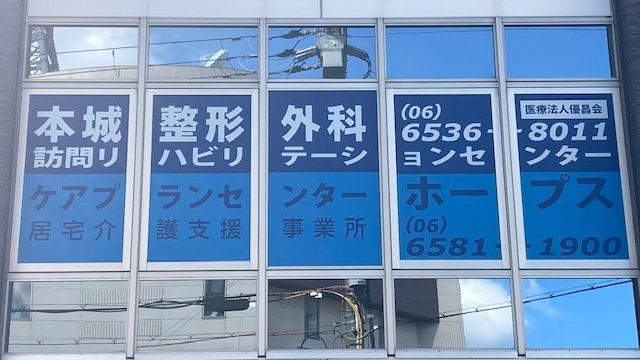 本城整形外科 (06) 6536-8011
医療法人優昌会
訪問リハビリテーションセンター
ケアプランセンターホープス
居宅介護支援事業所 (06) 6581-1900